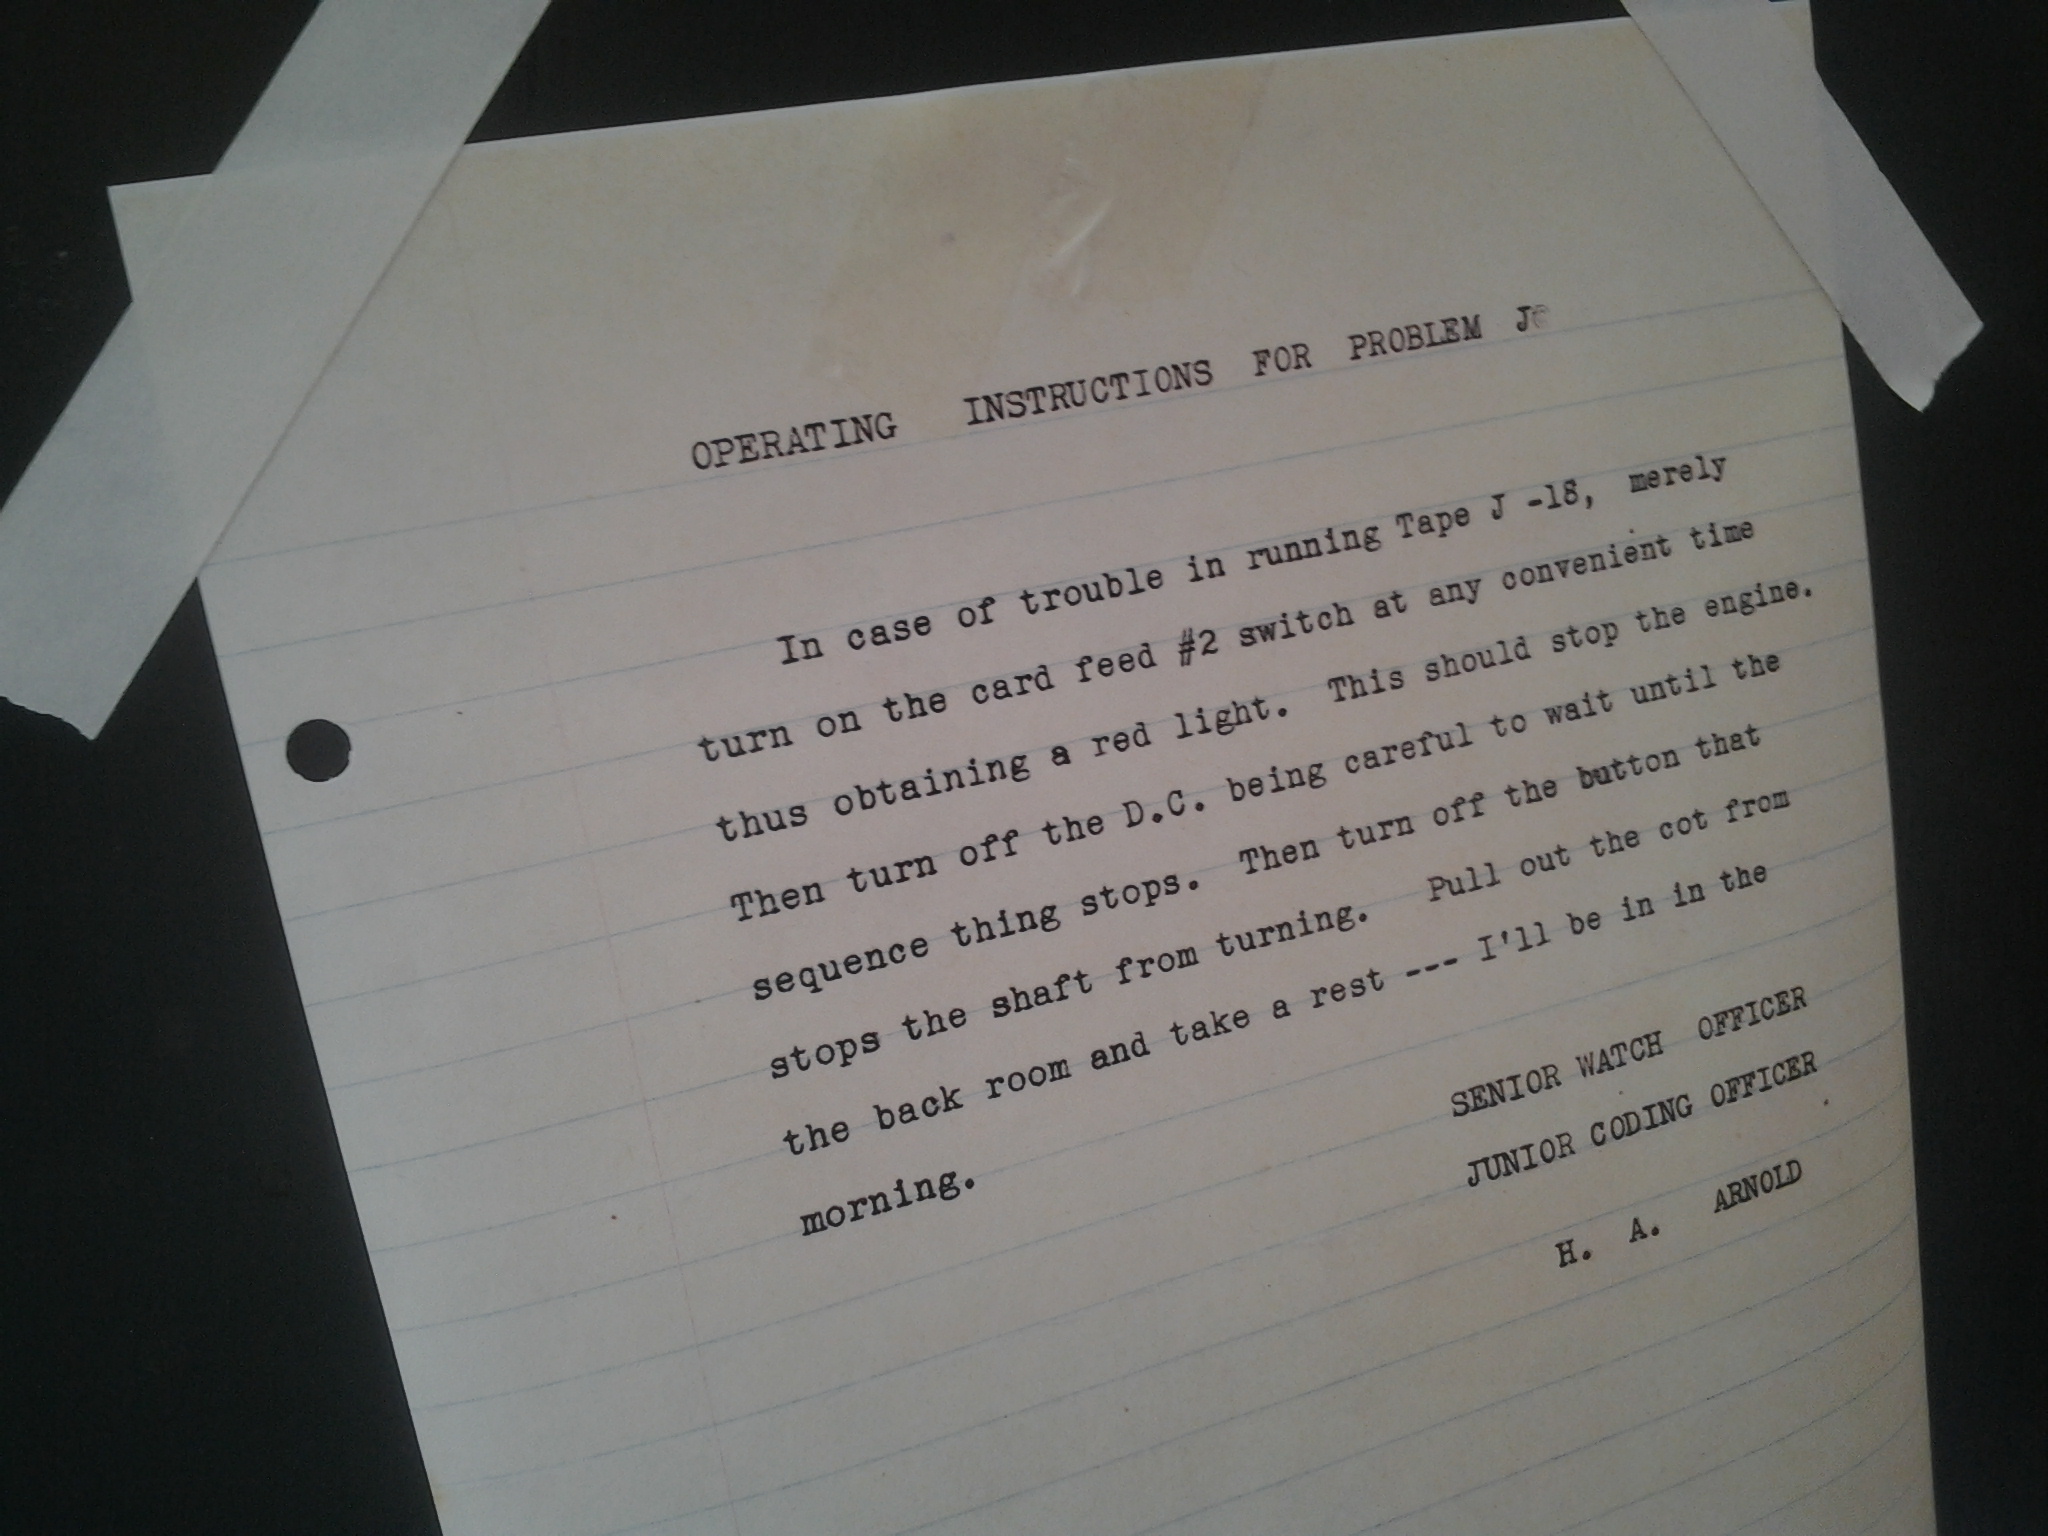 OPERATING INSTRUCTIONS FOR PROBLEM J
In case of trouble in running Tape J -18, merely
turn on the card feed #2 switch at any convenient time
thus obtaining a red light. This should stop the engine.
Then turn off the D.C. being careful to wait until the
sequence thing stops. Then turn off the button that
stops the shaft from turning. Pull out the cot from
the back room and take a rest --- I'll be in in the
morning.
SENIOR WATCH OFFICER
JUNIOR CODING OFFICER
H. A. ARNOLD